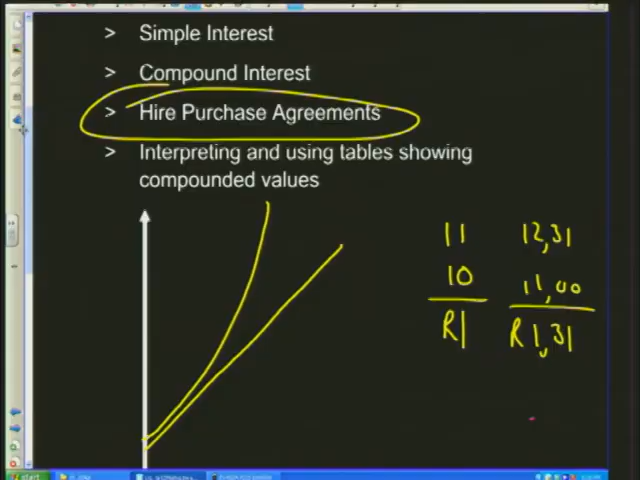 > Simple Interest
> Compound Interest
> Hire Purchase Agreements
> Interpreting and using tables showing
compounded values
11 12,31
10 11,00
R1 R1,31
start